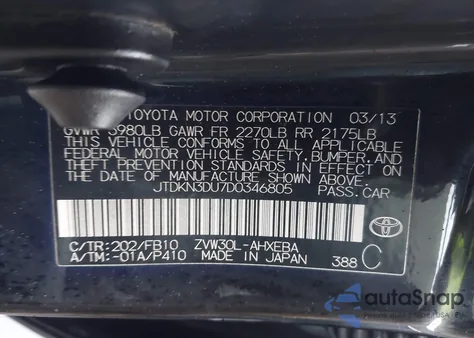 TOYOTA MOTOR CORPORATION 03/13
GVWR 3980LB GAWR FR 2270LB RR 2175LB
THIS VEHICLE CONFORMS TO ALL APPLICABLE
FEDERAL MOTOR VEHICLE SAFETY, BUMPER, AND
THEFT PREVENTION STANDARDS IN EFFECT ON THE
DATE OF MANUFACTURE SHOWN ABOVE.
JTDKN3DU7D0346805 PASS.CAR
C/TR:202/FB10 ZVW30L-AHXEBA
A/TM:-01A/P410 MADE IN JAPAN 388 C
TOYOTA
autoSnap